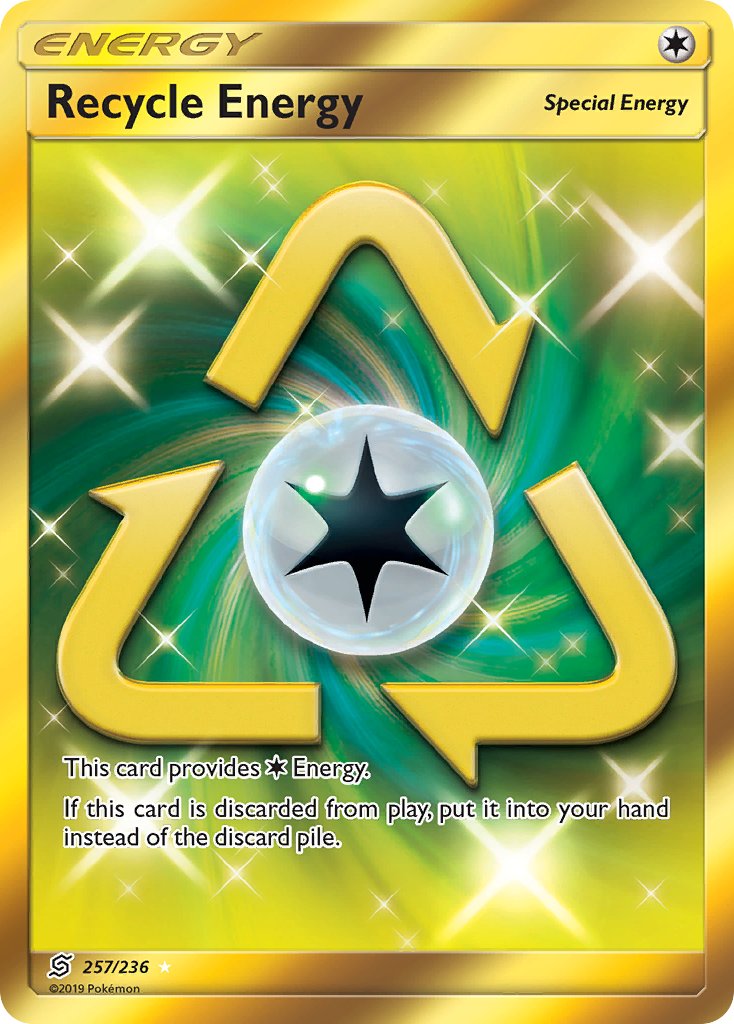 ENERGY
Recycle Energy
Special Energy
This card provides Energy.
If this card is discarded from play, put it into your hand
instead of the discard pile.
257/236
©2019 Pokémon